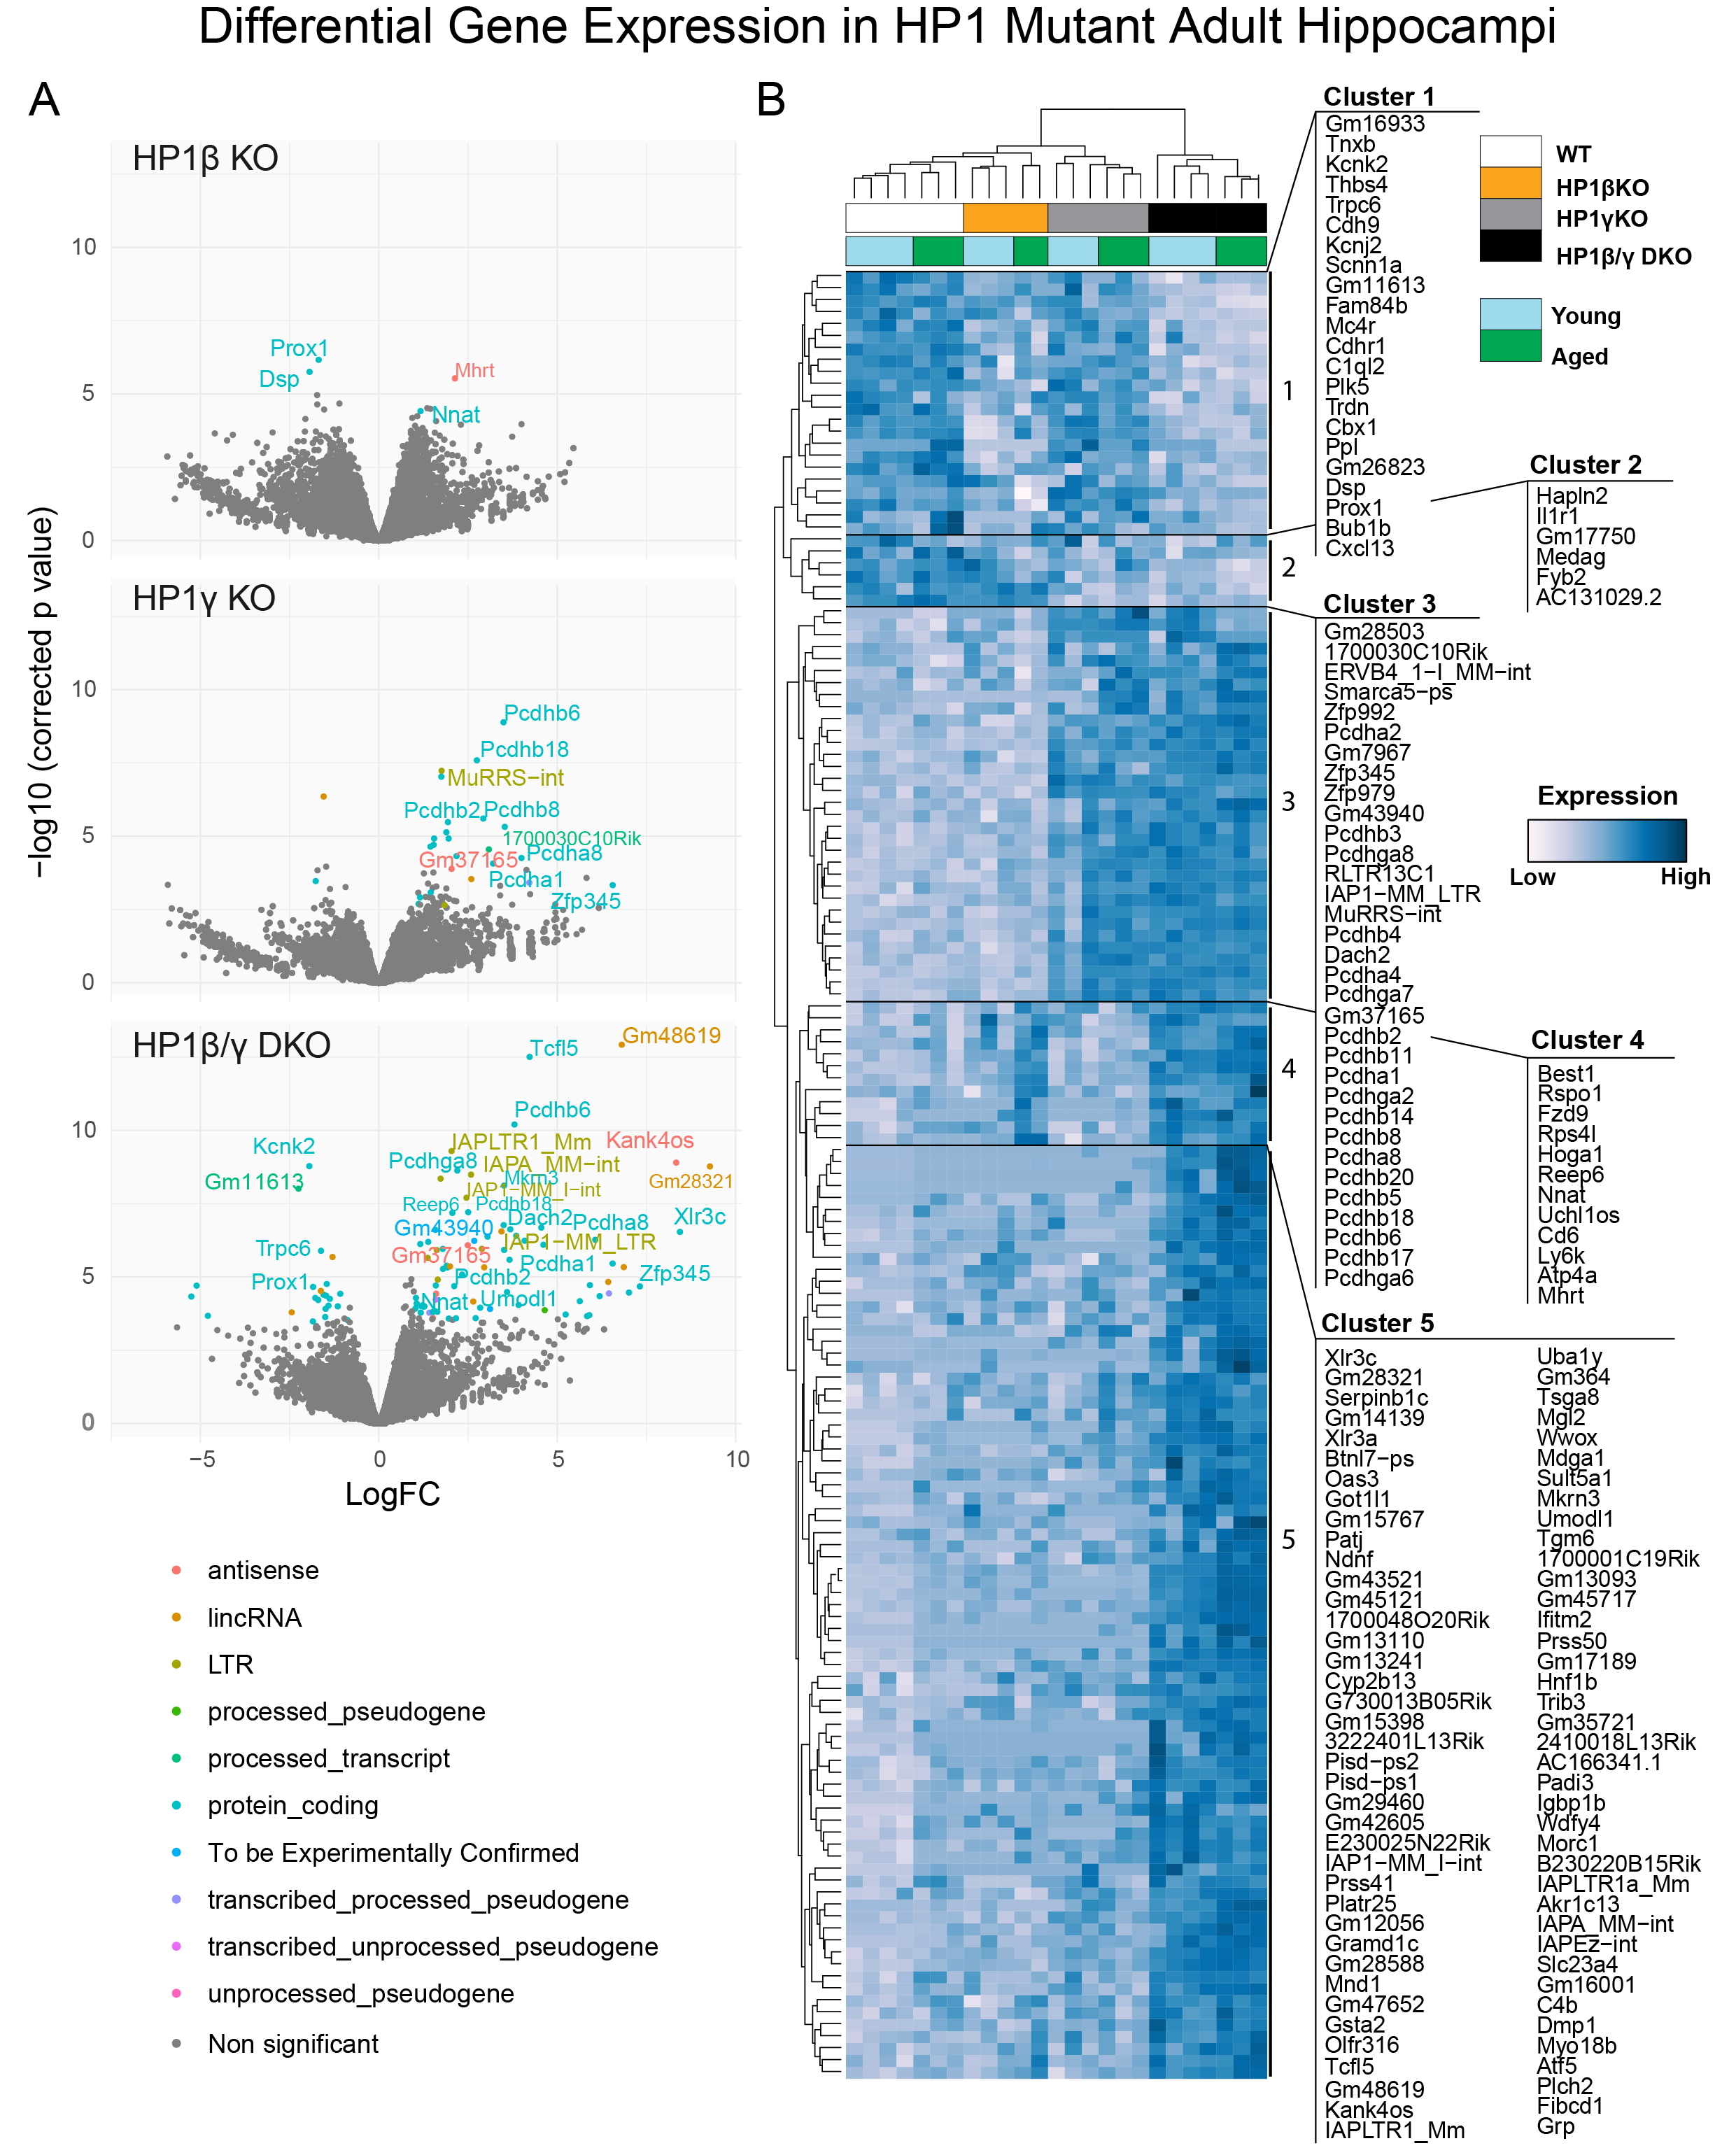 Differential Gene Expression in HP1 Mutant Adult Hippocampi
A
HP1β KO
10
5
0
Prox1
Dsp
Mhrt
Nnat
−log10 (corrected p value)
HP1γ KO
10
5
0
Pcdhb6
Pcdhb18
MuRRS−int
Pcdhb2
Pcdhb8
1700030C10Rik
Gm37165
Pcdha8
Pcdha1
Zfp345
HP1β/γ DKO
10
5
0
Gm48619
Tcfl5
Pcdhb6
Kcnk2
IAPLTR1_Mm
Kank4os
Pcdhga8
IAPA_MM−int
Gm11613
Mkrn3
Gm28321
IAP1−MM_I−int
Reep6
Pcdhb18
Gm43940
Dach2
Pcdha8
Xlr3c
Trpc6
Gm37165
IAP1−MM_LTR
Prox1
Pcdhb2
Pcdha1
Zfp345
Nnat
Umodl1
−5
0
5
10
LogFC
antisense
lincRNA
LTR
processed_pseudogene
processed_transcript
protein_coding
To be Experimentally Confirmed
transcribed_processed_pseudogene
transcribed_unprocessed_pseudogene
unprocessed_pseudogene
Non significant
B
1
2
3
4
5
Cluster 1
Gm16933
Tnxb
Kcnk2
Thbs4
Trpc6
Cdh9
Kcnj2
Scnn1a
Gm11613
Fam84b
Mc4r
Cdhr1
C1ql2
Plk5
Trdn
Cbx1
Ppl
Gm26823
Dsp
Prox1
Bub1b
Cxcl13
WT
HP1βKO
HP1γKO
HP1β/γ DKO
Young
Aged
Cluster 2
Hapln2
Il1r1
Gm17750
Medag
Fyb2
AC131029.2
Cluster 3
Gm28503
1700030C10Rik
ERVB4_1−I_MM−int
Smarca5−ps
Zfp992
Pcdha2
Gm7967
Zfp345
Zfp979
Gm43940
Pcdhb3
Pcdhga8
RLTR13C1
IAP1−MM_LTR
MuRRS−int
Pcdhb4
Dach2
Pcdha4
Pcdhga7
Gm37165
Pcdhb2
Pcdhb11
Pcdha1
Pcdhga2
Pcdhb14
Pcdhb8
Pcdha8
Pcdhb20
Pcdhb5
Pcdhb18
Pcdhb6
Pcdhb17
Pcdhga6
Expression
Low
High
Cluster 4
Best1
Rspo1
Fzd9
Rps4l
Hoga1
Reep6
Nnat
Uchl1os
Cd6
Ly6k
Atp4a
Mhrt
Cluster 5
Xlr3c
Gm28321
Serpinb1c
Gm14139
Xlr3a
Btnl7−ps
Oas3
Got1l1
Gm15767
Patj
Ndnf
Gm43521
Gm45121
1700048O20Rik
Gm13110
Gm13241
Cyp2b13
G730013B05Rik
Gm15398
3222401L13Rik
Pisd−ps2
Pisd−ps1
Gm29460
Gm42605
E230025N22Rik
IAP1−MM_I−int
Prss41
Platr25
Gm12056
Gramd1c
Gm28588
Mnd1
Gm47652
Gsta2
Olfr316
Tcfl5
Gm48619
Kank4os
IAPLTR1_Mm
Uba1y
Gm364
Tsga8
Mgl2
Wwox
Mdga1
Sult5a1
Mkrn3
Umodl1
Tgm6
1700001C19Rik
Gm13093
Gm45717
Ifitm2
Prss50
Gm17189
Hnf1b
Trib3
Gm35721
2410018L13Rik
AC166341.1
Padi3
Igbp1b
Wdfy4
Morc1
B230220B15Rik
IAPLTR1a_Mm
Akr1c13
IAPA_MM−int
IAPEz−int
Slc23a4
Gm16001
C4b
Dmp1
Myo18b
Atf5
Plch2
Fibcd1
Grp